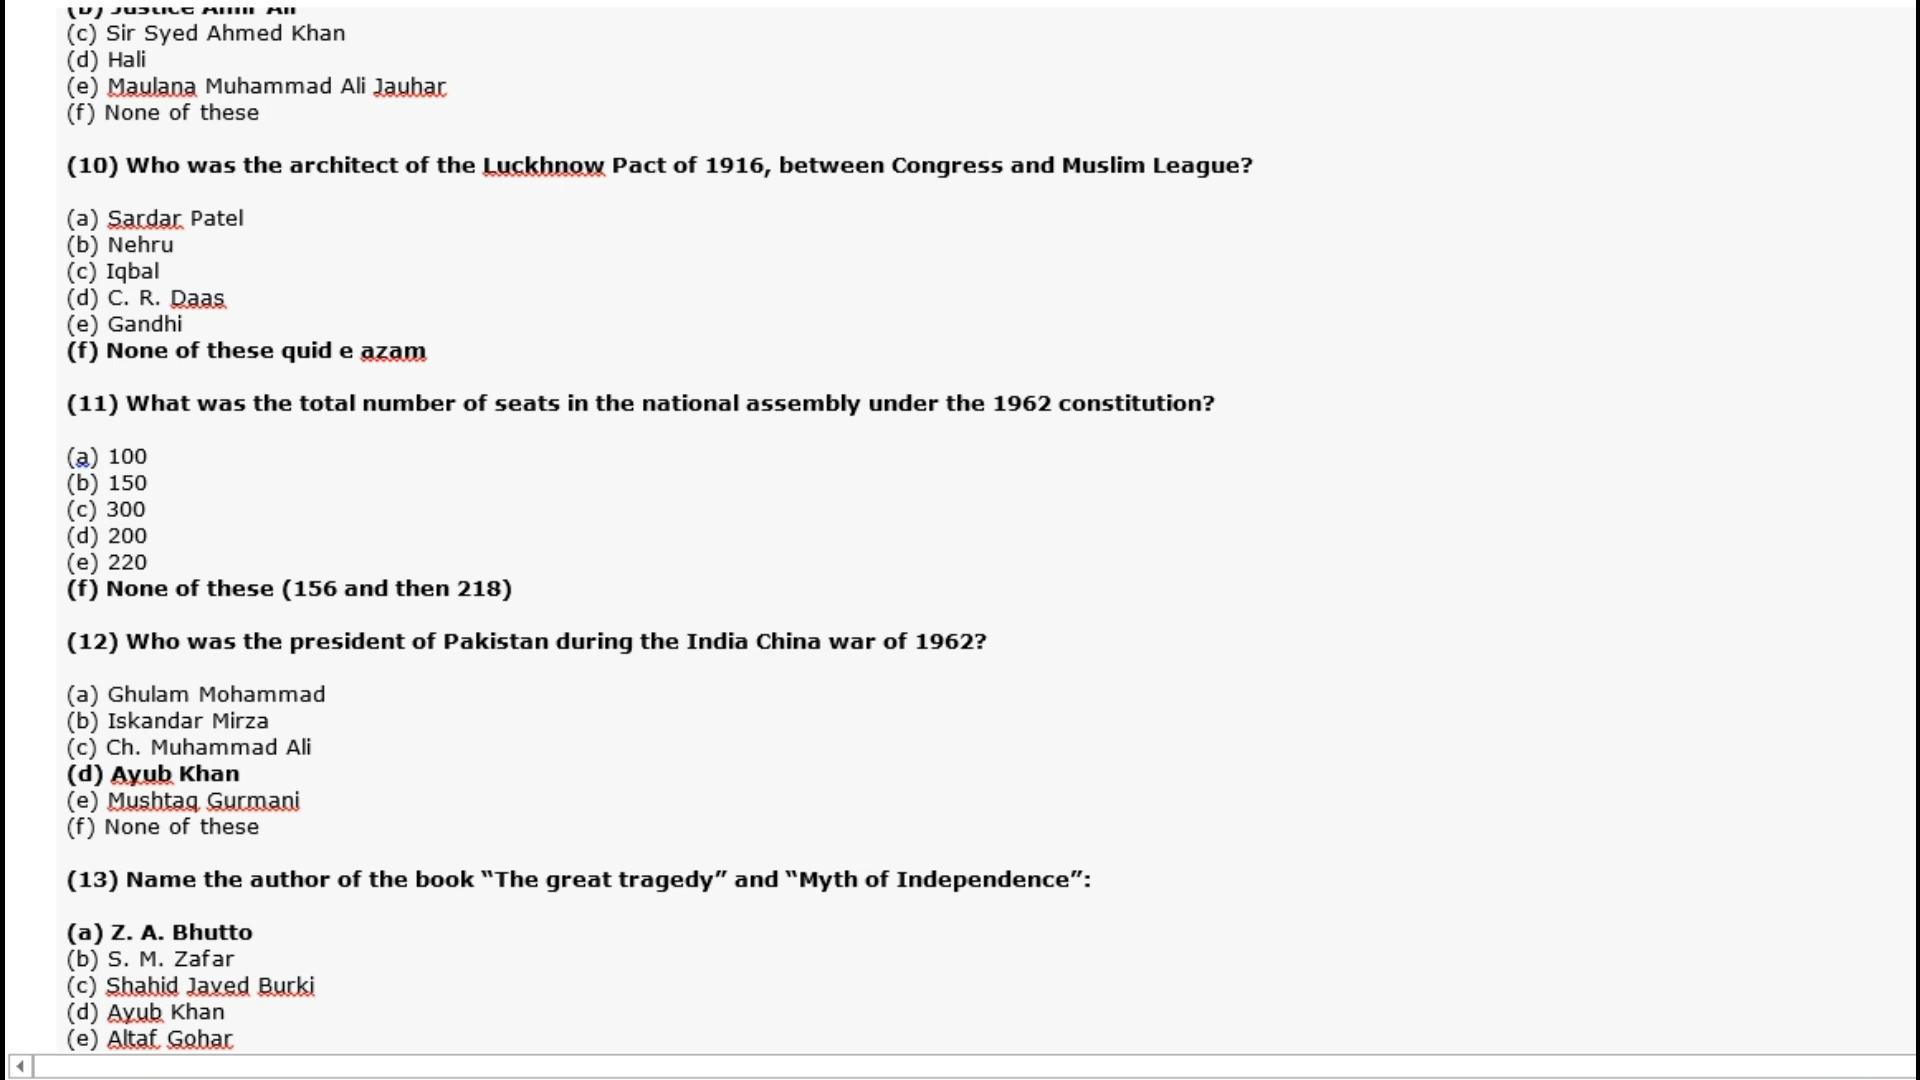 (b) Justice Amir Ali
(c) Sir Syed Ahmed Khan
(d) Hali
(e) Maulana Muhammad Ali Jauhar
(f) None of these
(10) Who was the architect of the Luckhnow Pact of 1916, between Congress and Muslim League?
(a) Sardar Patel
(b) Nehru
(c) Iqbal
(d) C. R. Daas
(e) Gandhi
(f) None of these quid e azam
(11) What was the total number of seats in the national assembly under the 1962 constitution?
(a) 100
(b) 150
(c) 300
(d) 200
(e) 220
(f) None of these (156 and then 218)
(12) Who was the president of Pakistan during the India China war of 1962?
(a) Ghulam Mohammad
(b) Iskandar Mirza
(c) Ch. Muhammad Ali
(d) Ayub Khan
(e) Mushtaq Gurmani
(f) None of these
(13) Name the author of the book “The great tragedy” and “Myth of Independence”:
(a) Z. A. Bhutto
(b) S. M. Zafar
(c) Shahid Javed Burki
(d) Ayub Khan
(e) Altaf Gohar